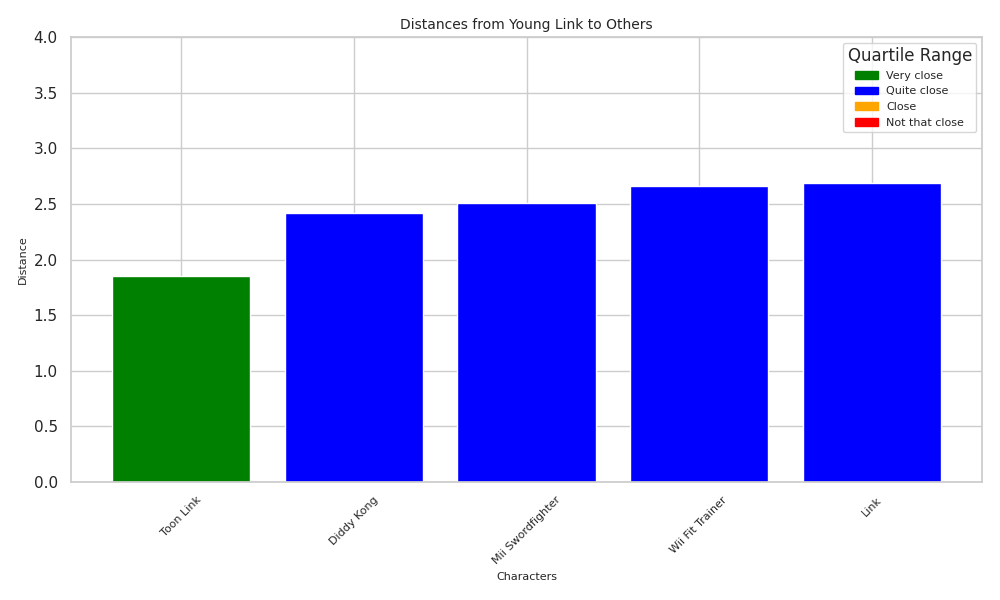 Distances from Young Link to Others
4.0
3.5
3.0
2.5
2.0
1.5
1.0
0.5
0.0
Distance
Quartile Range
Very close
Quite close
Close
Not that close
Toon Link
Diddy Kong
Mii Swordfighter
Wii Fit Trainer
Link
Characters